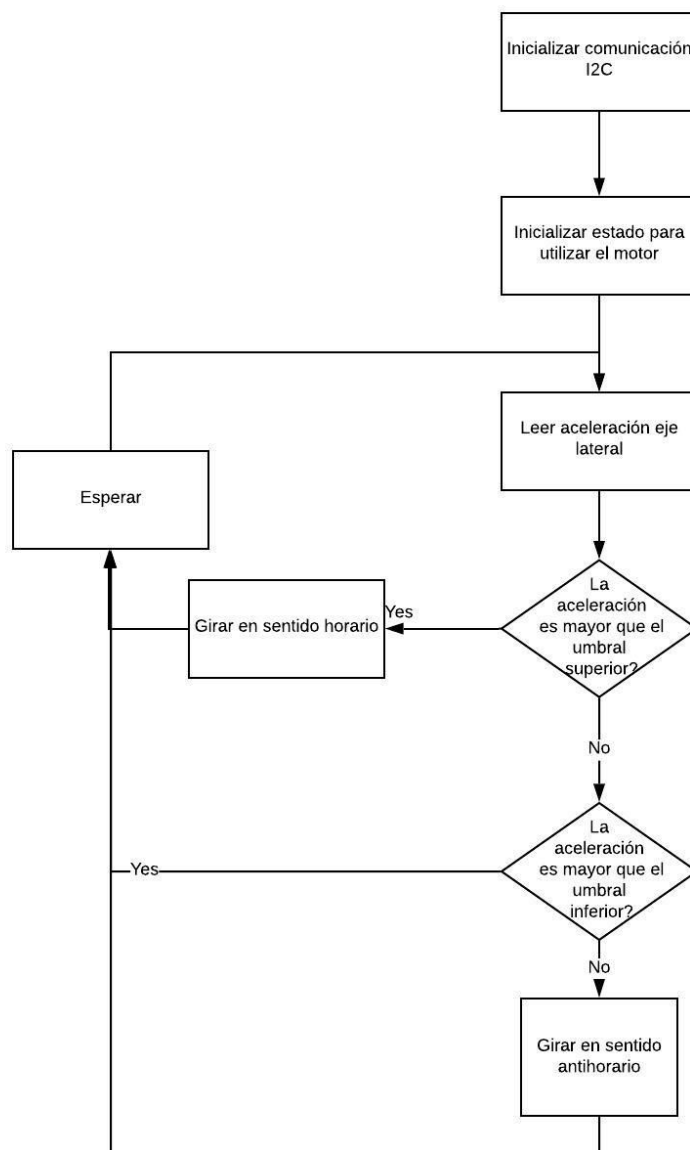 Inicializar comunicación
I2C
Inicializar estado para
utilizar el motor
Leer aceleración eje
lateral
Esperar
La
aceleración
es mayor que el
umbral
superior?
Yes
Girar en sentido horario
No
La
aceleración
es mayor que el
umbral
inferior?
Yes
No
Girar en sentido
antihorario